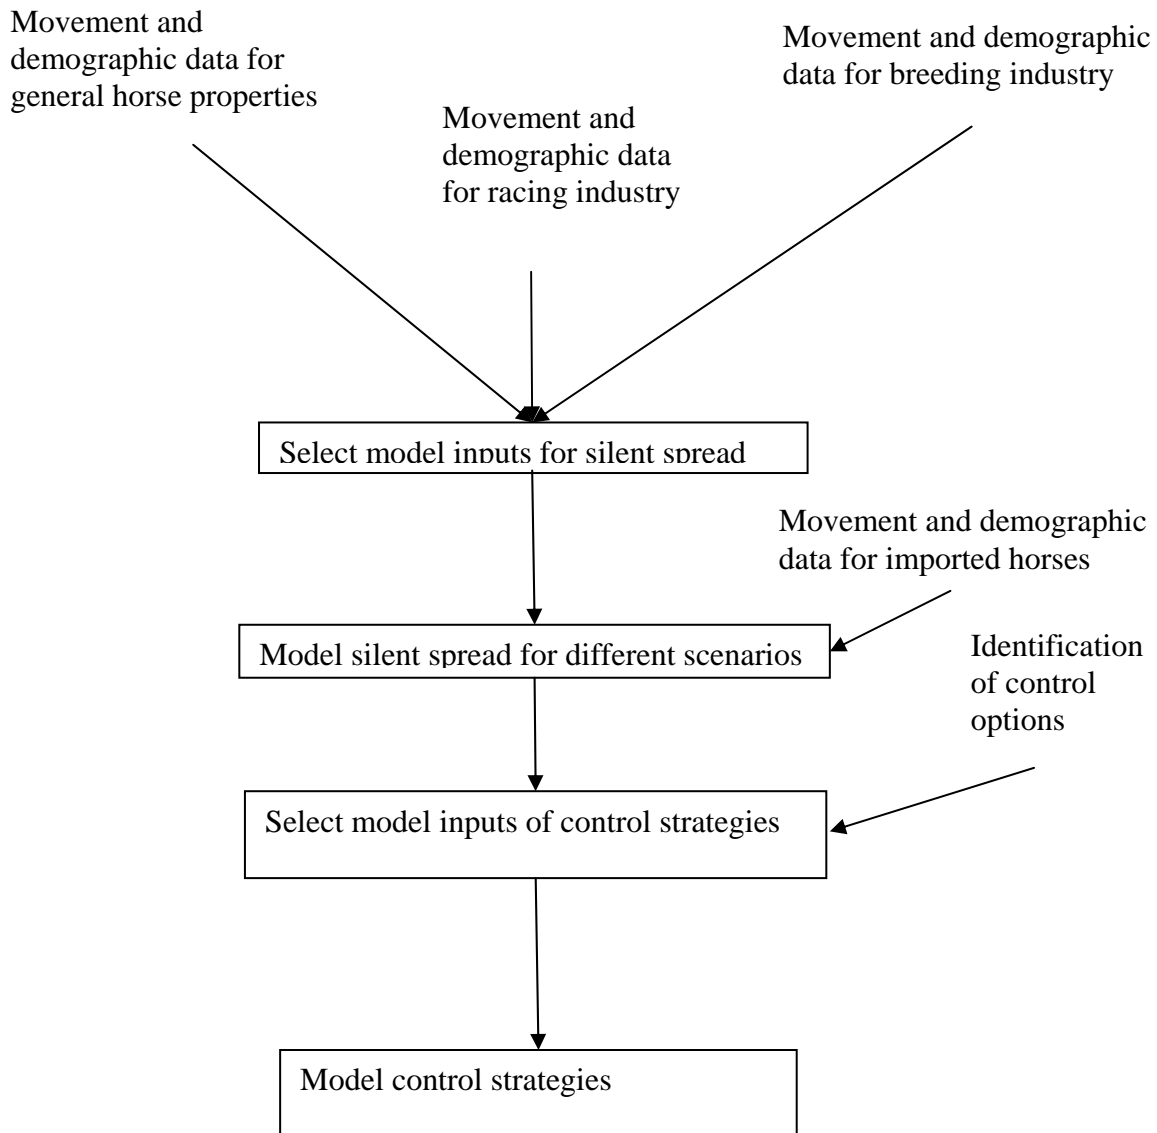 Movement and
demographic data for
general horse properties
Movement and
demographic data
for racing industry
Movement and demographic
data for breeding industry
Select model inputs for silent spread
Movement and demographic
data for imported horses
Model silent spread for different scenarios
Identification
of control
options
Select model inputs of control strategies
Model control strategies